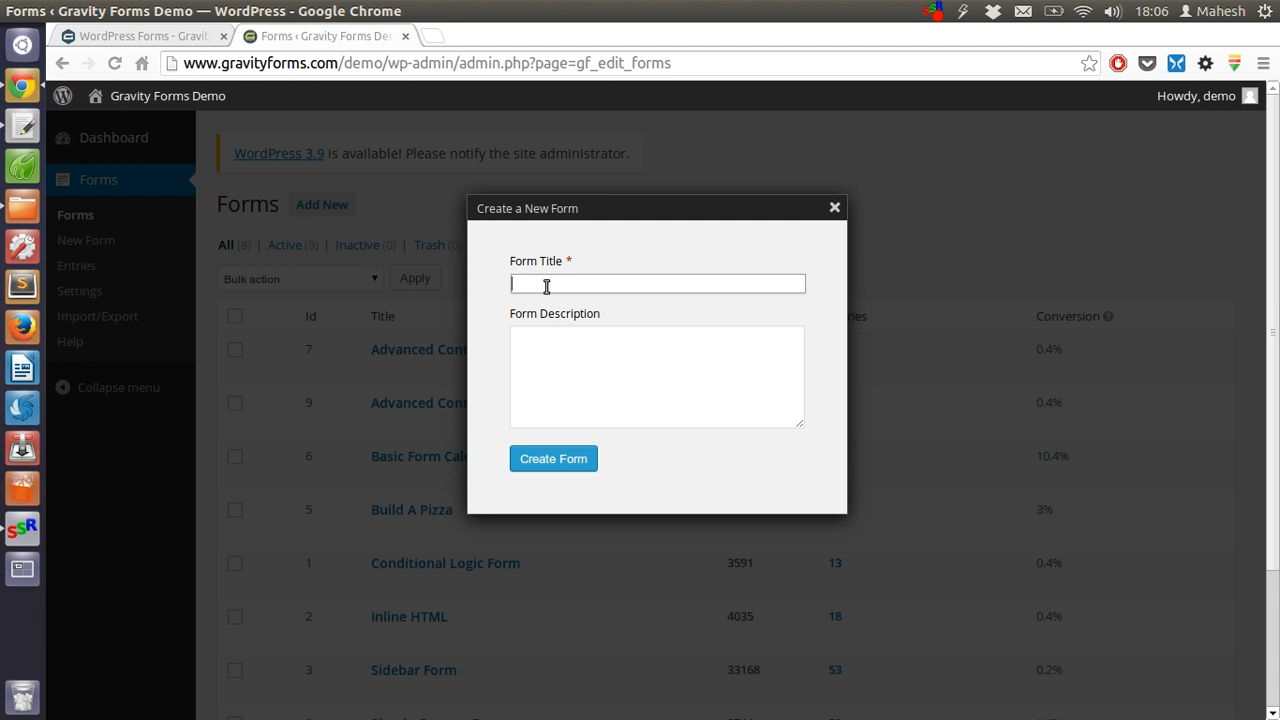 Forms ‹ Gravity Forms Demo — WordPress - Google Chrome
18:06 Mahesh
WordPress Forms - Gravit
Forms ‹ Gravity Forms De
www.gravityforms.com/demo/wp-admin/admin.php?page=gf_edit_forms
Gravity Forms Demo
Howdy, demo
Dashboard
WordPress 3.9 is available! Please notify the site administrator.
Forms
Forms Add New
Create a New Form
Forms
New Form
Entries
Settings
Import/Export
Help
Collapse menu
All (8) | Active (8) | Inactive (0) | Trash (0)
Bulk action
Apply
Form Title *
Form Description
Create Form
Id Title ries Conversion
7 Advanced Con 0.4%
9 Advanced Con 0.4%
6 Basic Form Cal 10.4%
5 Build A Pizza 3%
1 Conditional Logic Form 3591 13 0.4%
2 Inline HTML 4035 18 0.4%
3 Sidebar Form 33168 53 0.2%
SSR